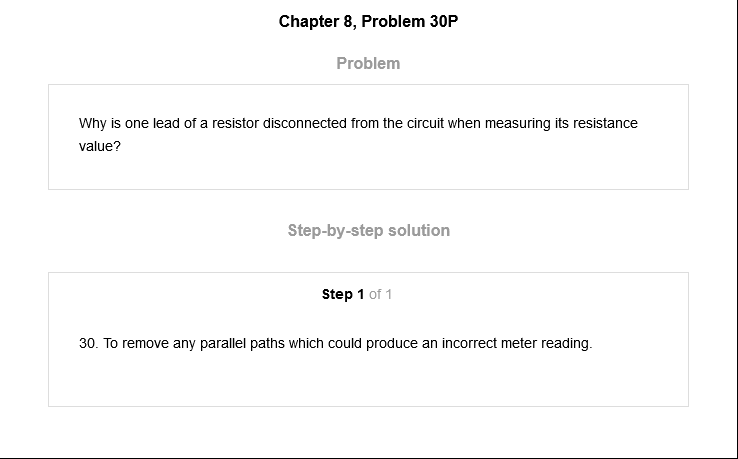 Chapter 8, Problem 30P
Problem
Why is one lead of a resistor disconnected from the circuit when measuring its resistance
value?
Step-by-step solution
Step 1 of 1
30. To remove any parallel paths which could produce an incorrect meter reading.